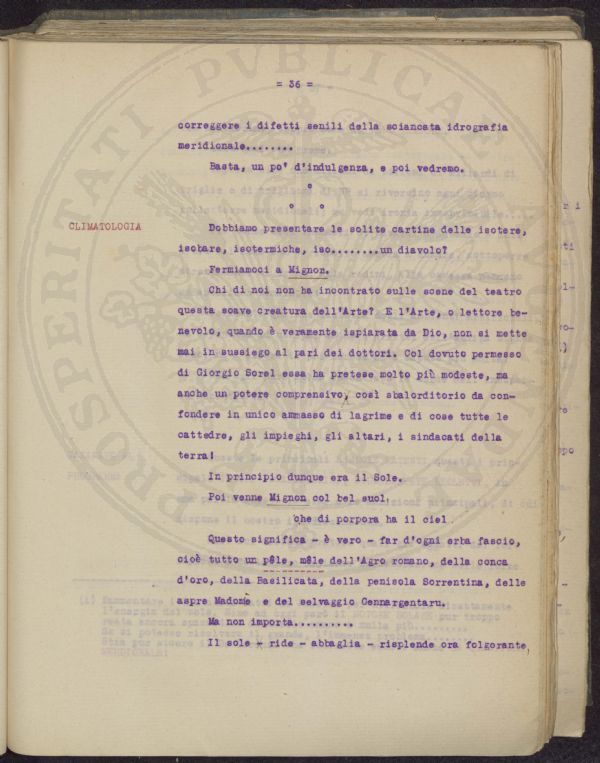 = 36 =
correggere i difetti senili della sciancata idrografia
meridionale........
Basta, un po' d'indulgenza, e poi vedremo.
o
o o
CLIMATOLOGIA
Dobbiamo presentare le solite cartine delle isotere,
isobare, isotermiche, iso........un diavolo?
Fermiamoci a Mignon.
Chi di noi non ha incontrato sulle scene del teatro
questa soave creatura dell'Arte? E l'Arte, o lettore be-
nevolo, quando è veramente ispiarata da Dio, non si mette
mai in sussiego al pari dei dottori. Col dovuto permesso
di Giorgio Sorel essa ha pretese molto più modeste, ma
anche un potere comprensivo, così sbalorditorio da con-
fondere in unico ammasso di lagrime e di cose tutte le
cattedre, gli impieghi, gli altari, i sindacati della
terra!
In principio dunque era il Sole.
Poi venne Mignon col bel suol
che di porpora ha il ciel.
Questo significa - è vero - far d'ogni erba fascio,
cioè tutto un pêle, mêle dell'Agro romano, della conca
d'oro, della Basilicata, della penisola Sorrentina, delle
aspre Madonie e del selvaggio Gennargentaru.
Ma non importa..........
Il sole - ride - abbaglia - risplende ora folgorante,
PROSPERITATI PUBLICAE